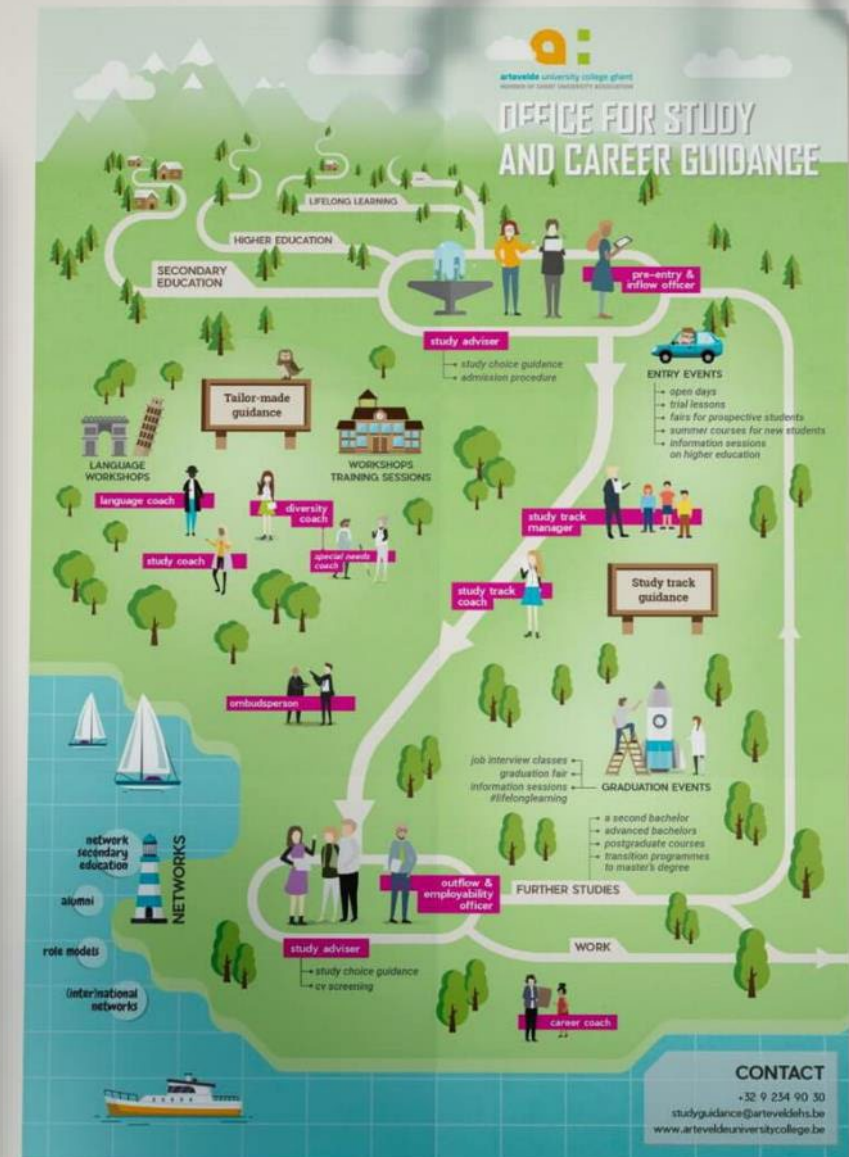 a:
artevelde university college ghent
MEMBER OF GHENT UNIVERSITY ASSOCIATION
OFFICE FOR STUDY
AND CAREER GUIDANCE
LIFELONG LEARNING
HIGHER EDUCATION
SECONDARY
EDUCATION
pre-entry &
inflow officer
study adviser
study choice guidance
admission procedure
ENTRY EVENTS
open days
trial lessons
fairs for prospective students
summer courses for new students
information sessions
on higher education
Tailor-made
guidance
LANGUAGE
WORKSHOPS
WORKSHOPS
TRAINING SESSIONS
language coach
diversity
coach
study coach
special needs
coach
study track
manager
study track
coach
Study track
guidance
ombudsperson
job interview classes
graduation fair
information sessions
#lifelonglearning
GRADUATION EVENTS
a second bachelor
advanced bachelors
postgraduate courses
transition programmes
to master's degree
FURTHER STUDIES
network
secondary
education
alumni
role models
(inter)national
networks
NETWORKS
outflow &
employability
officer
study adviser
study choice guidance
cv screening
WORK
career coach
CONTACT
+32 9 234 90 30
studyguidance@arteveldehs.be
www.arteveldeuniversitycollege.be